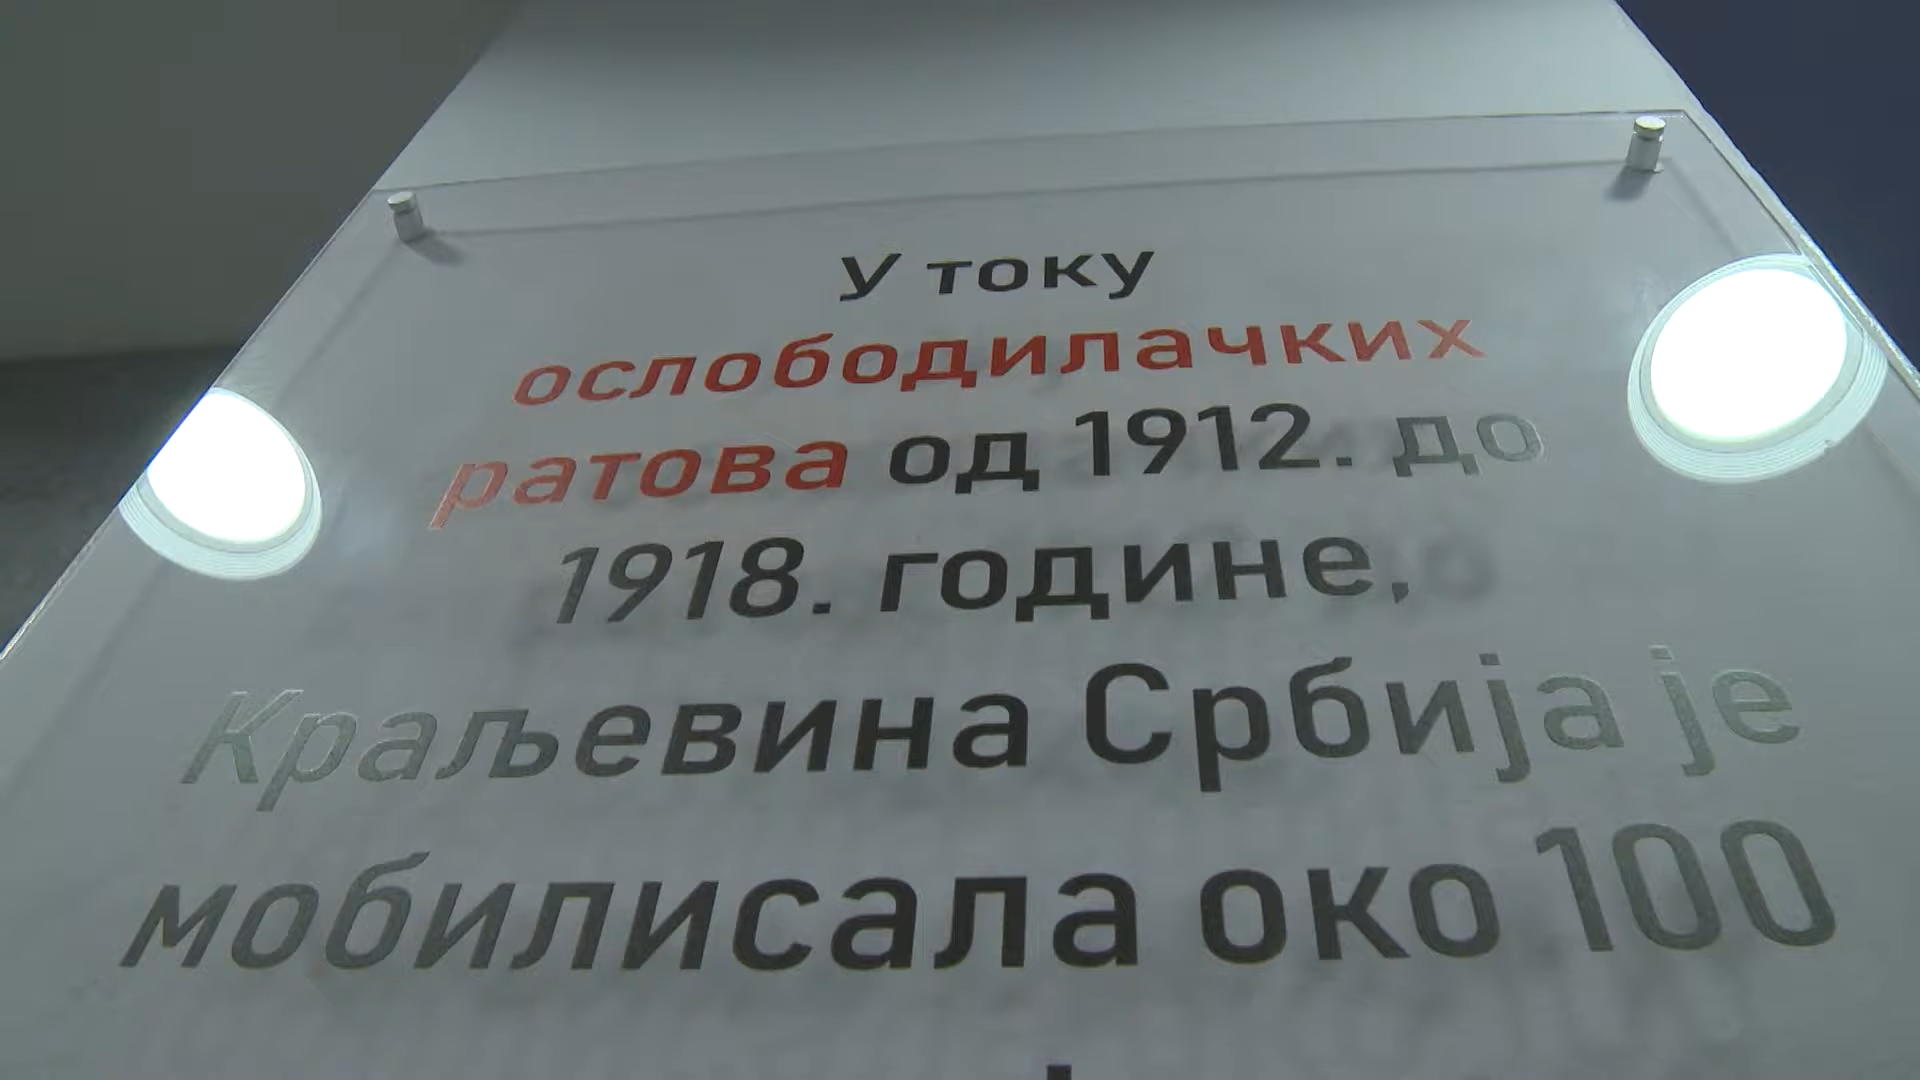 У току
ослободилачких
ратова од 1912. до
1918. године,
Краљевина Србија је
мобилисала око 100